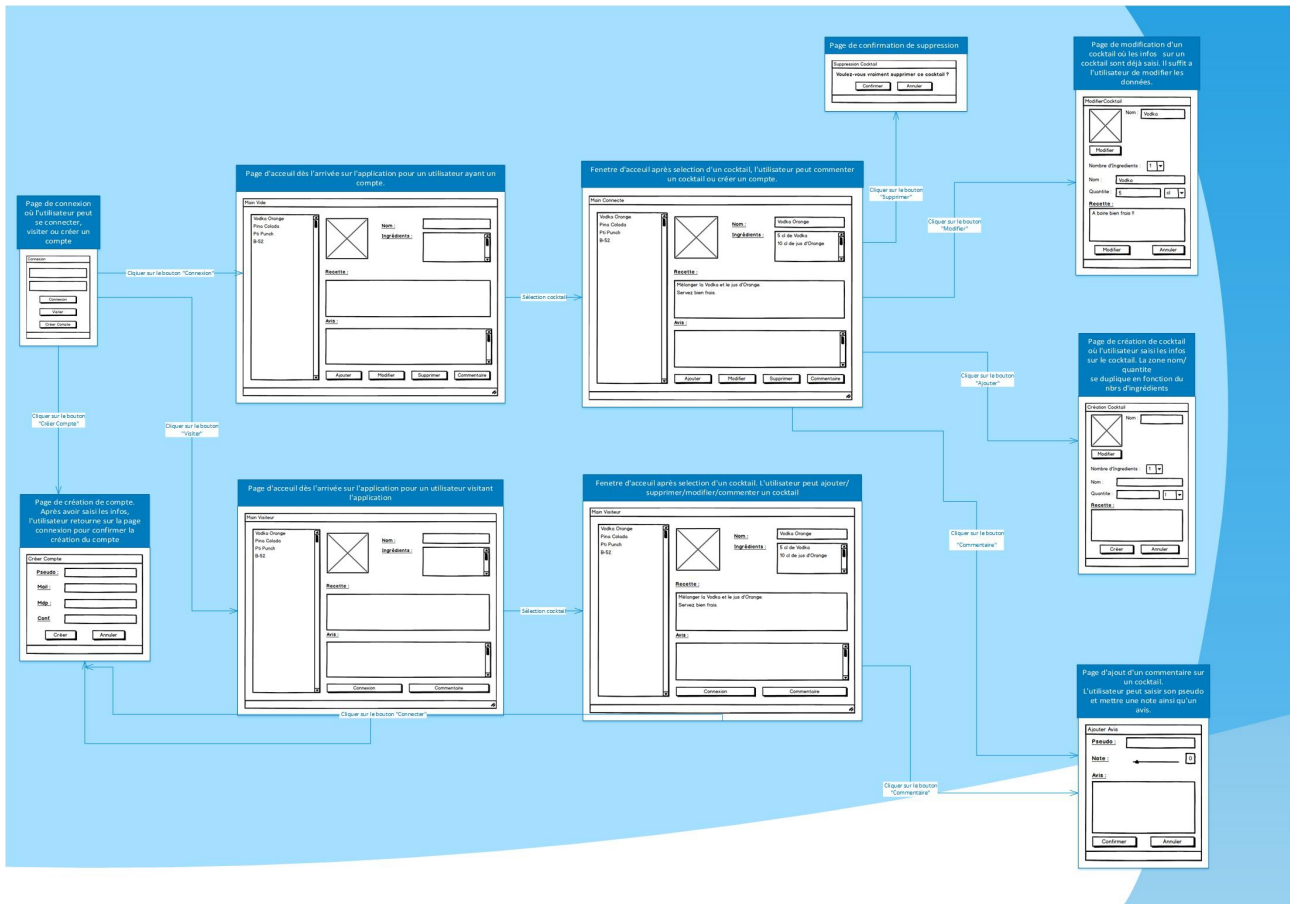 Page de confirmation de suppression
Suppression Cocktail
Voulez-vous vraiment supprimer ce cocktail ?
Confirmer
Annuler
Page de modification d'un
cocktail où les infos sur un
cocktail sont déjà saisi. Il suffit a
l'utilisateur de modifier les
données.
ModifierCocktail
Nom :
Vodka
Modifier
Nombre d'Ingredients :
1
Nom :
Vodka
Quantite :
5
cl
Recette :
A boire bien frais !!
Modifier
Annuler
Page d'acceuil dès l'arrivée sur l'application pour un utilisateur ayant un
compte.
Main Vide
Vodka Orange
Pina Colada
Pti Punch
B-52
Nom :
Ingrédients :
Recette :
Avis :
Ajouter
Modifier
Supprimer
Commentaire
Fenetre d'acceuil après selection d'un cocktail, l'utilisateur peut commenter
un cocktail ou créer un compte.
Main Connecte
Vodka Orange
Pina Colada
Pti Punch
B-52
Nom :
Vodka Orange
Ingrédients :
5 cl de Vodka
10 cl de jus d'Orange
Recette :
Mélanger la Vodka et le jus d'Orange
Servez bien frais
Avis :
Ajouter
Modifier
Supprimer
Commentaire
Cliquer sur le bouton
"Supprimer"
Cliquer sur le bouton
"Modifier"
Page de connexion
où l'utilisateur peut
se connecter,
visiter ou créer un
compte
Connexion
Connexion
Visiter
Créer Compte
Cliquer sur le bouton "Connexion"
Sélection cocktail
Cliquer sur le bouton
"Ajouter"
Page de création de cocktail
où l'utilisateur saisi les infos
sur le cocktail. La zone nom/
quantite
se duplique en fonction du
nbrs d'ingrédients
Création Cocktail
Nom :
Modifier
Nombre d'Ingredients :
1
Nom :
Quantite :
1
Recette :
Créer
Annuler
Cliquer sur le bouton
"Créer Compte"
Cliquer sur le bouton
"Visiter"
Page de création de compte.
Après avoir saisi les infos,
l'utilisateur retourne sur la page
connexion pour confirmer la
création du compte
Créer Compte
Pseudo :
Mail :
Mdp :
Conf
Créer
Annuler
Page d'acceuil dès l'arrivée sur l'application pour un utilisateur visitant
l'application
Main Visiteur
Vodka Orange
Pina Colada
Pti Punch
B-52
Nom :
Ingrédients :
Recette :
Avis :
Connexion
Commentaire
Sélection cocktail
Fenetre d'acceuil après selection d'un cocktail. L'utilisateur peut ajouter/
supprimer/modifier/commenter un cocktail
Main Visiteur
Vodka Orange
Pina Colada
Pti Punch
B-52
Nom :
Vodka Orange
Ingrédients :
5 cl de Vodka
10 cl de jus d'Orange
Recette :
Mélanger la Vodka et le jus d'Orange
Servez bien frais
Avis :
Connexion
Commentaire
Cliquer sur le bouton "Connecter"
Cliquer sur le bouton
"Commentaire"
Cliquer sur le bouton
"Commentaire"
Page d'ajout d'un commentaire sur
un cocktail.
L'utilisateur peut saisir son pseudo
et mettre une note ainsi qu'un
avis.
Ajouter Avis
Pseudo :
Note :
0
Avis :
Confirmer
Annuler